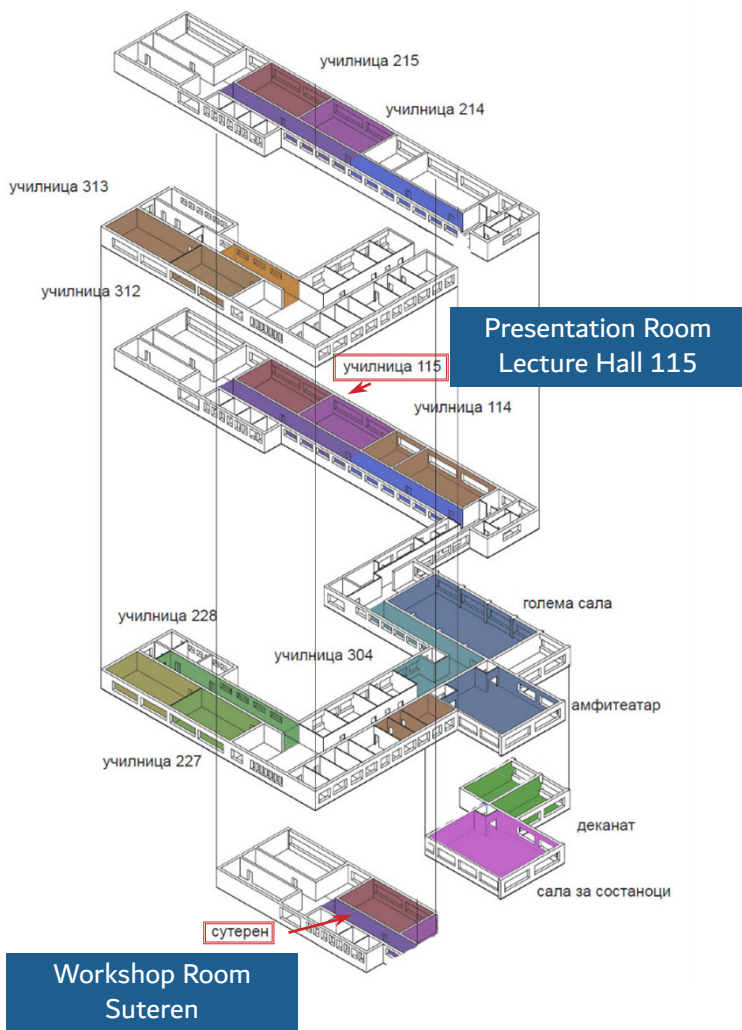 училница 215
училница 214
училница 313
училница 312
Presentation Room
Lecture Hall 115
училница 115
училница 114
голема сала
училница 228
училница 304
амфитеатар
училница 227
деканат
сала за состаноци
сутерен
Workshop Room
Suteren